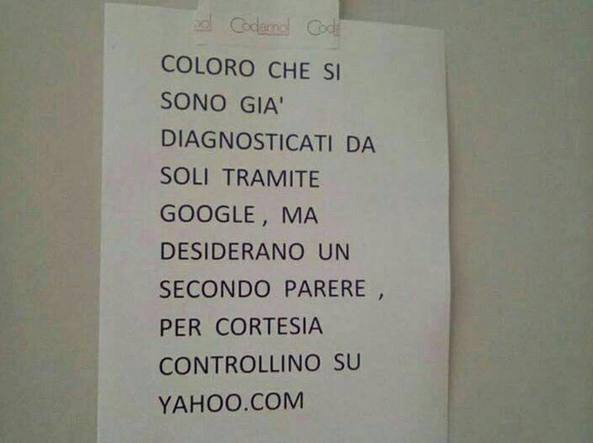 Codamol
COLORO CHE SI
SONO GIA'
DIAGNOSTICATI DA
SOLI TRAMITE
GOOGLE , MA
DESIDERANO UN
SECONDO PARERE ,
PER CORTESIA
CONTROLLINO SU
YAHOO.COM